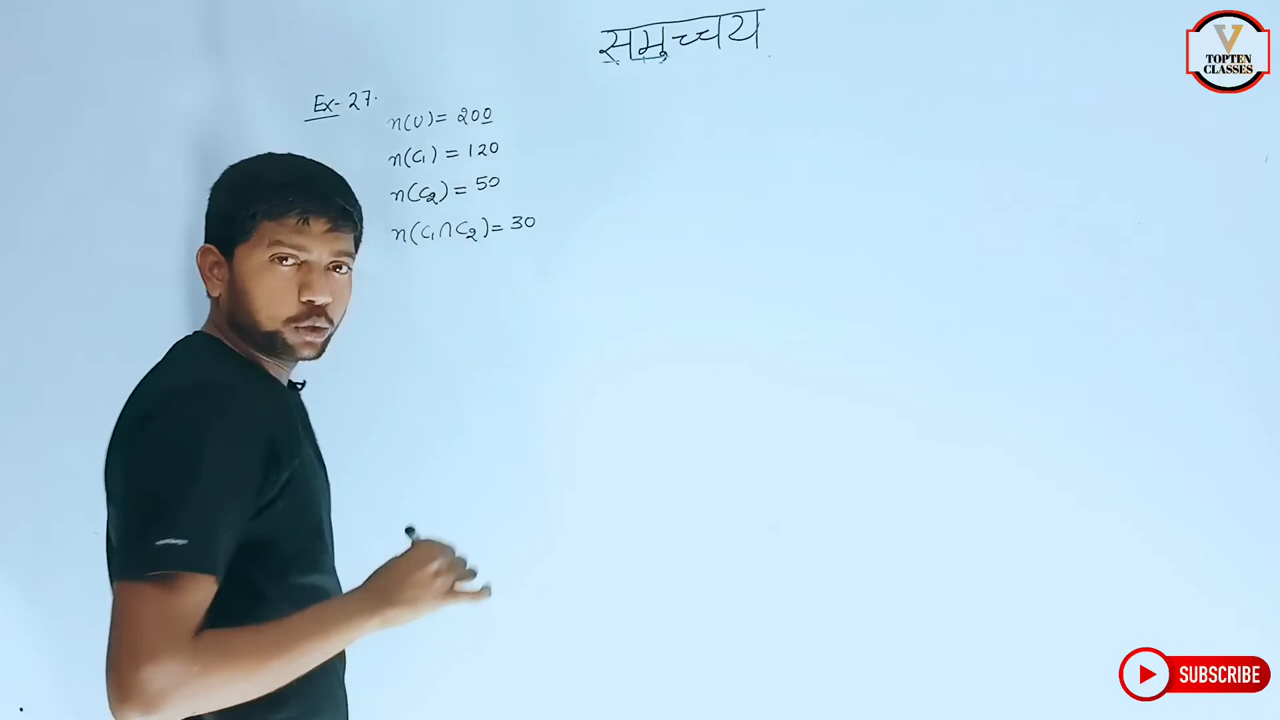 समुच्चय
Ex- 27.
n(U) = 200
n(C₁) = 120
n(C₂) = 50
n(C₁∩C₂) = 30
V
TOPTEN
CLASSES
SUBSCRIBE